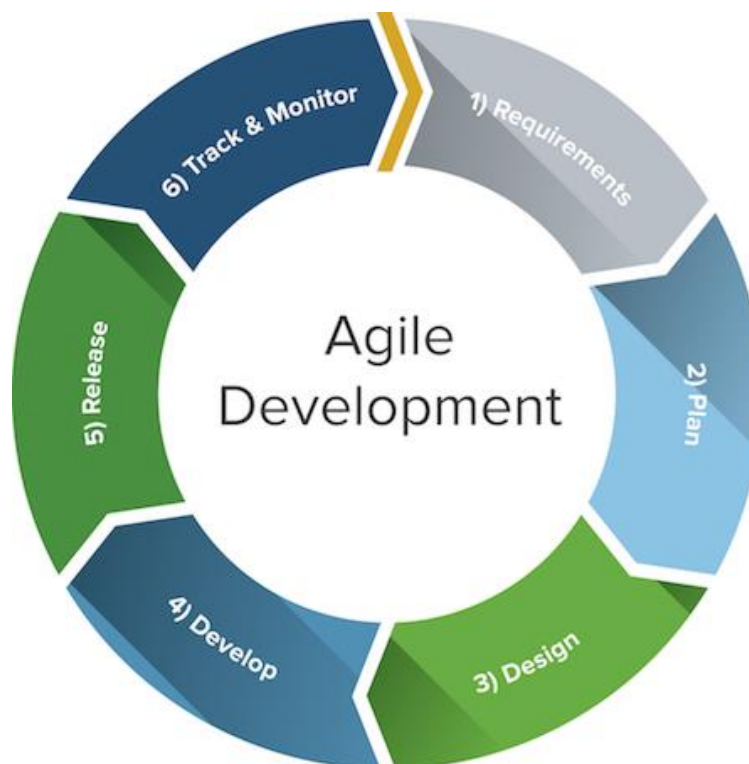 Agile
Development
1) Requirements
2) Plan
3) Design
4) Develop
5) Release
6) Track & Monitor